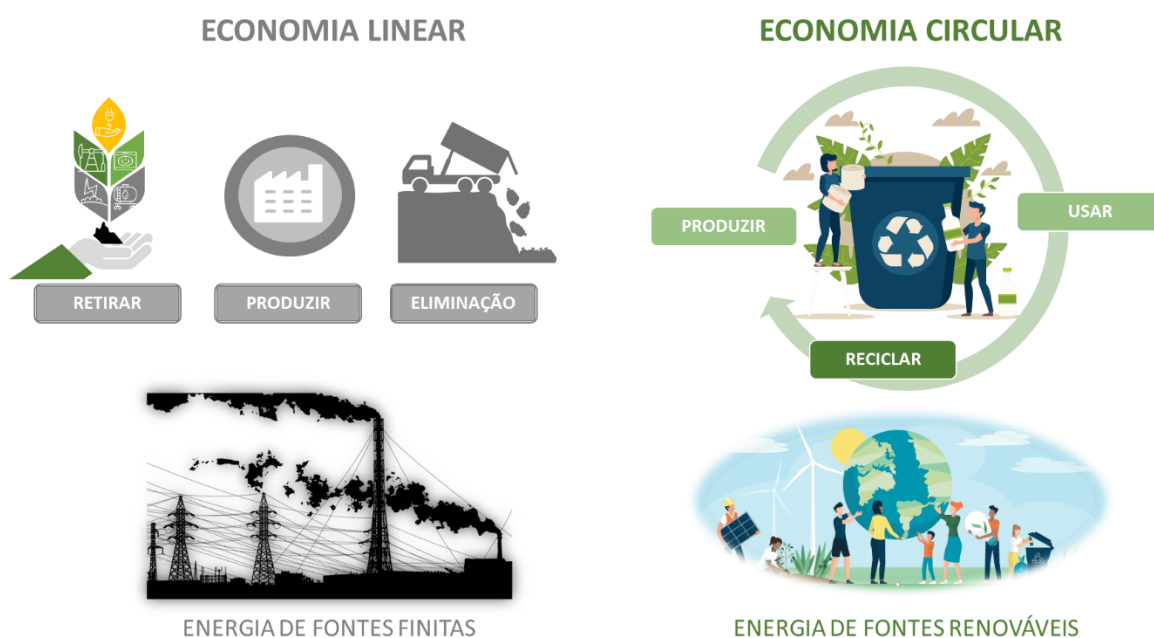 ECONOMIA LINEAR
RETIRAR
PRODUZIR
ELIMINAÇÃO
ENERGIA DE FONTES FINITAS
ECONOMIA CIRCULAR
PRODUZIR
USAR
RECICLAR
ENERGIA DE FONTES RENOVÁVEIS